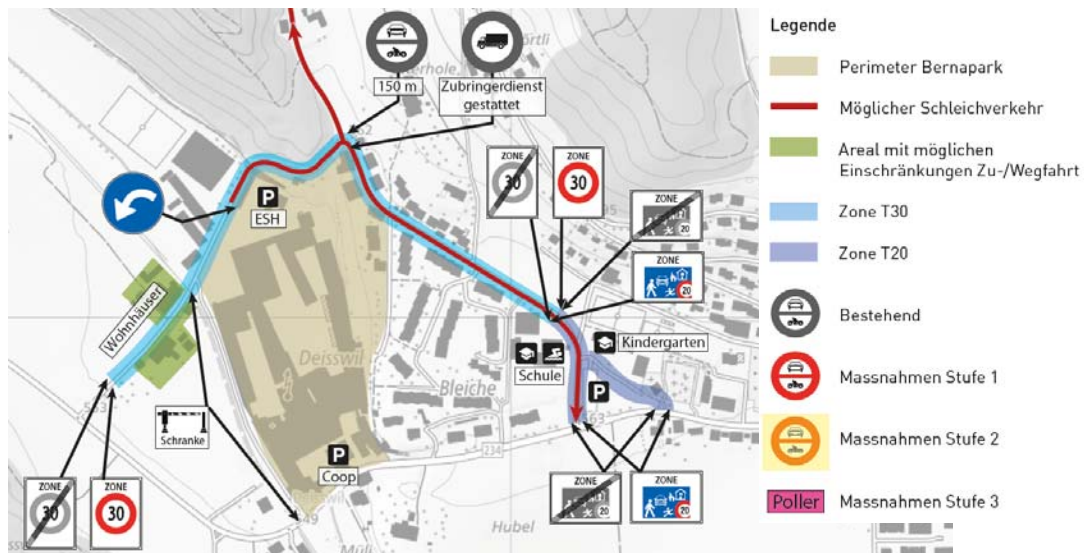 Legende
Perimeter Bernapark
Möglicher Schleichverkehr
Areal mit möglichen
Einschränkungen Zu-/Wegfahrt
Zone T30
Zone T20
Bestehend
Massnahmen Stufe 1
Massnahmen Stufe 2
Poller Massnahmen Stufe 3
150 m
Zubringerdienst
gestattet
ZONE
30
ZONE
30
20
ZONE
20
P
ESH
Wohnhäuser
Deisswil
Bleiche
Schule
Kindergarten
P
Schranke
P
Coop
234
ZONE
30
ZONE
30
ZONE
20
ZONE
20
Hubel
Müli